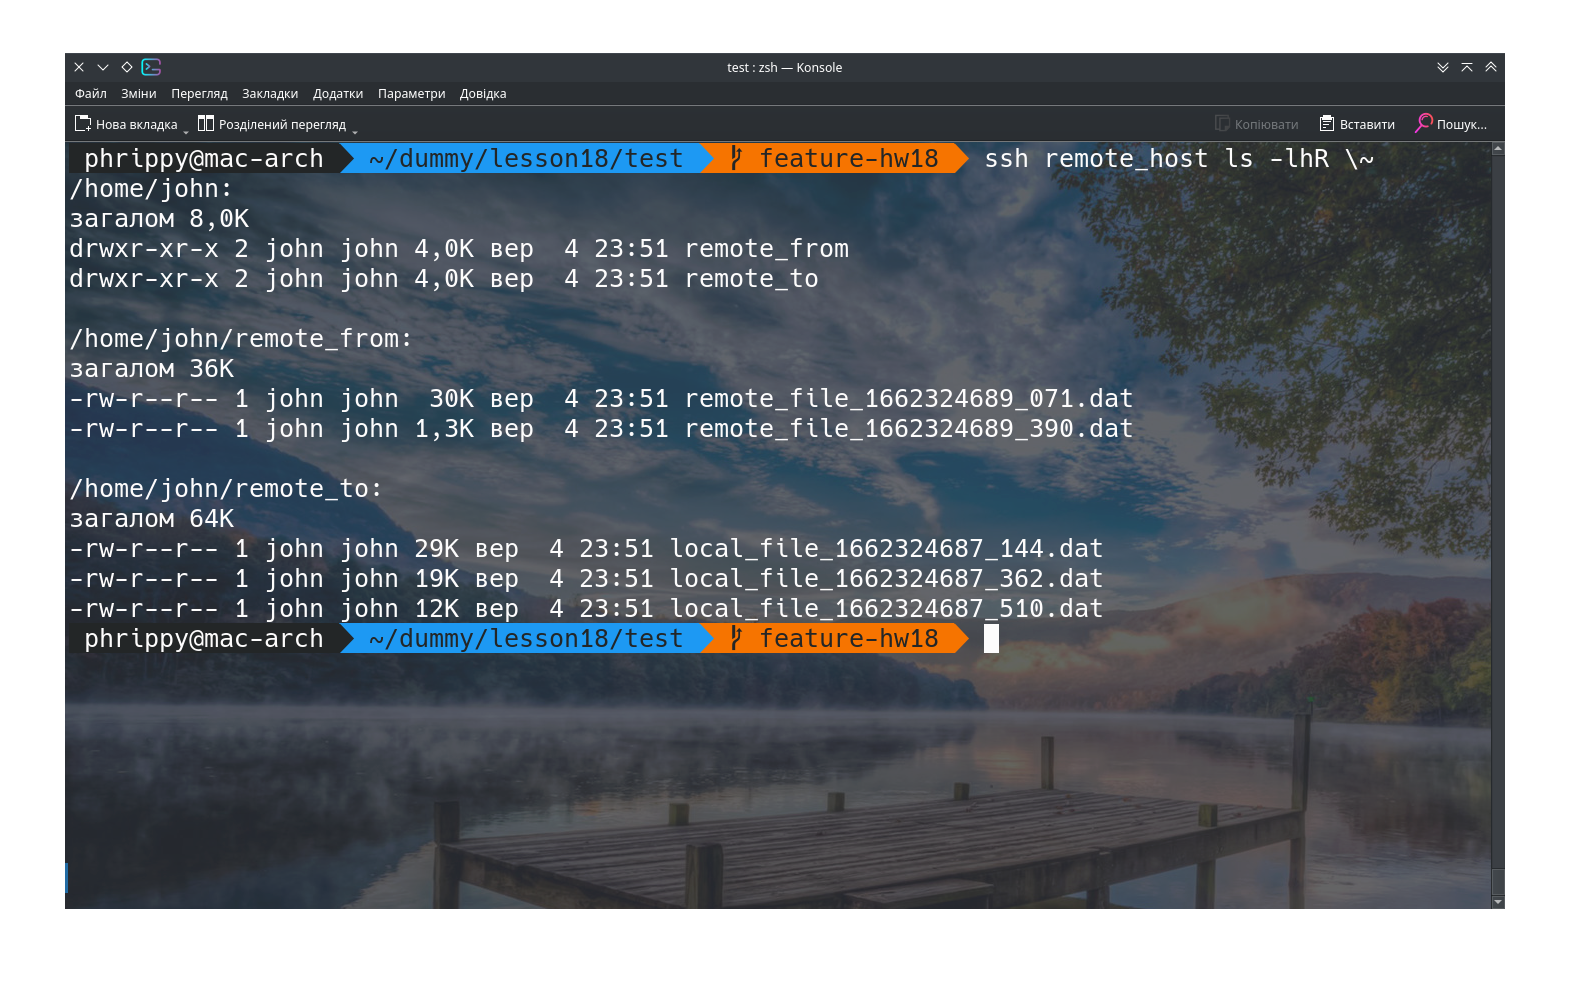 test : zsh — Konsole
Файл Зміни Перегляд Закладки Додатки Параметри Довідка
Нова вкладка Розділений перегляд Копіювати Вставити Пошук...
phrippy@mac-arch ~/dummy/lesson18/test feature-hw18 ssh remote_host ls -lhR \~
/home/john:
загалом 8,0K
drwxr-xr-x 2 john john 4,0K вер  4 23:51 remote_from
drwxr-xr-x 2 john john 4,0K вер  4 23:51 remote_to
/home/john/remote_from:
загалом 36K
-rw-r--r-- 1 john john  30K вер  4 23:51 remote_file_1662324689_071.dat
-rw-r--r-- 1 john john 1,3K вер  4 23:51 remote_file_1662324689_390.dat
/home/john/remote_to:
загалом 64K
-rw-r--r-- 1 john john 29K вер  4 23:51 local_file_1662324687_144.dat
-rw-r--r-- 1 john john 19K вер  4 23:51 local_file_1662324687_362.dat
-rw-r--r-- 1 john john 12K вер  4 23:51 local_file_1662324687_510.dat
phrippy@mac-arch ~/dummy/lesson18/test feature-hw18